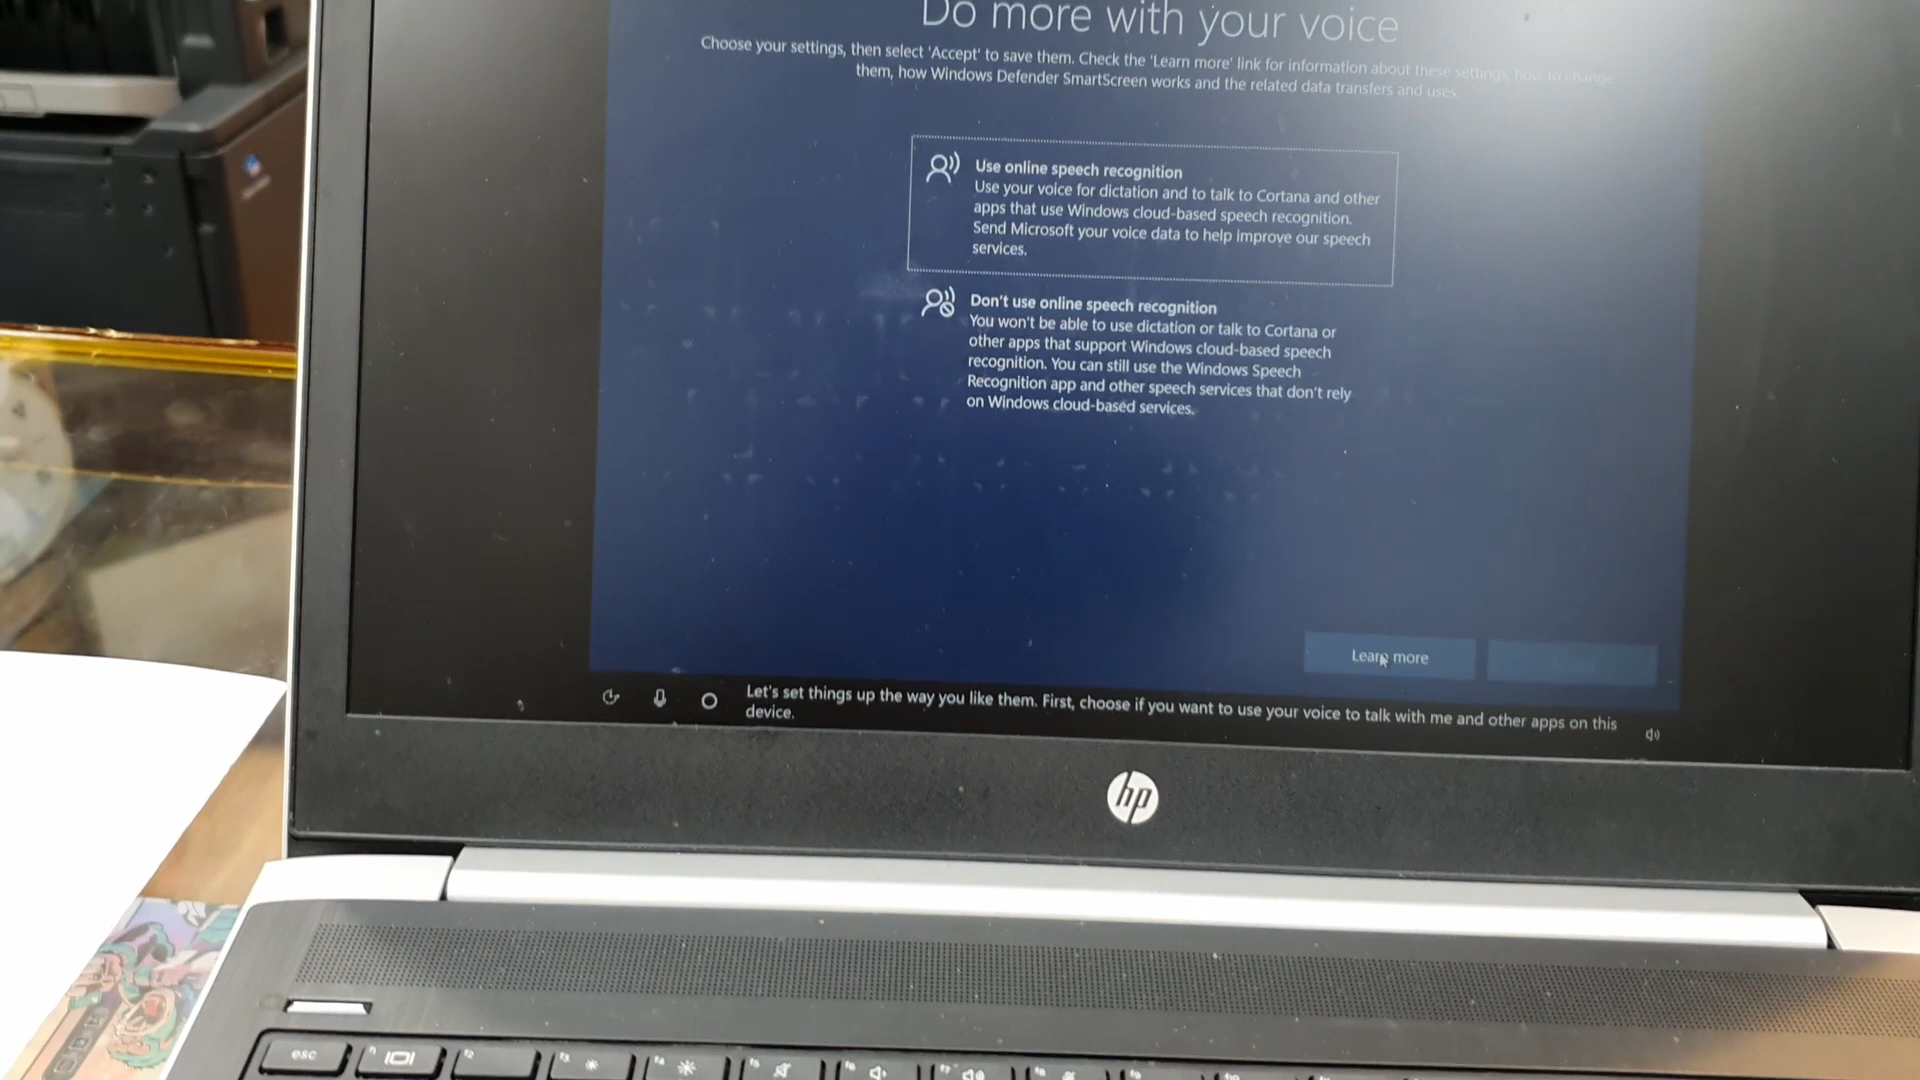 Do more with your voice
Choose your settings, then select 'Accept' to save them. Check the 'Learn more' link for information about these settings, how to change
them, how Windows Defender SmartScreen works and the related data transfers and uses.
Use online speech recognition
Use your voice for dictation and to talk to Cortana and other
apps that use Windows cloud-based speech recognition.
Send Microsoft your voice data to help improve our speech
services.
Don't use online speech recognition
You won't be able to use dictation or talk to Cortana or
other apps that support Windows cloud-based speech
recognition. You can still use the Windows Speech
Recognition app and other speech services that don't rely
on Windows cloud-based services.
Learn more
Let's set things up the way you like them. First, choose if you want to use your voice to talk with me and other apps on this
device.
hp
esc